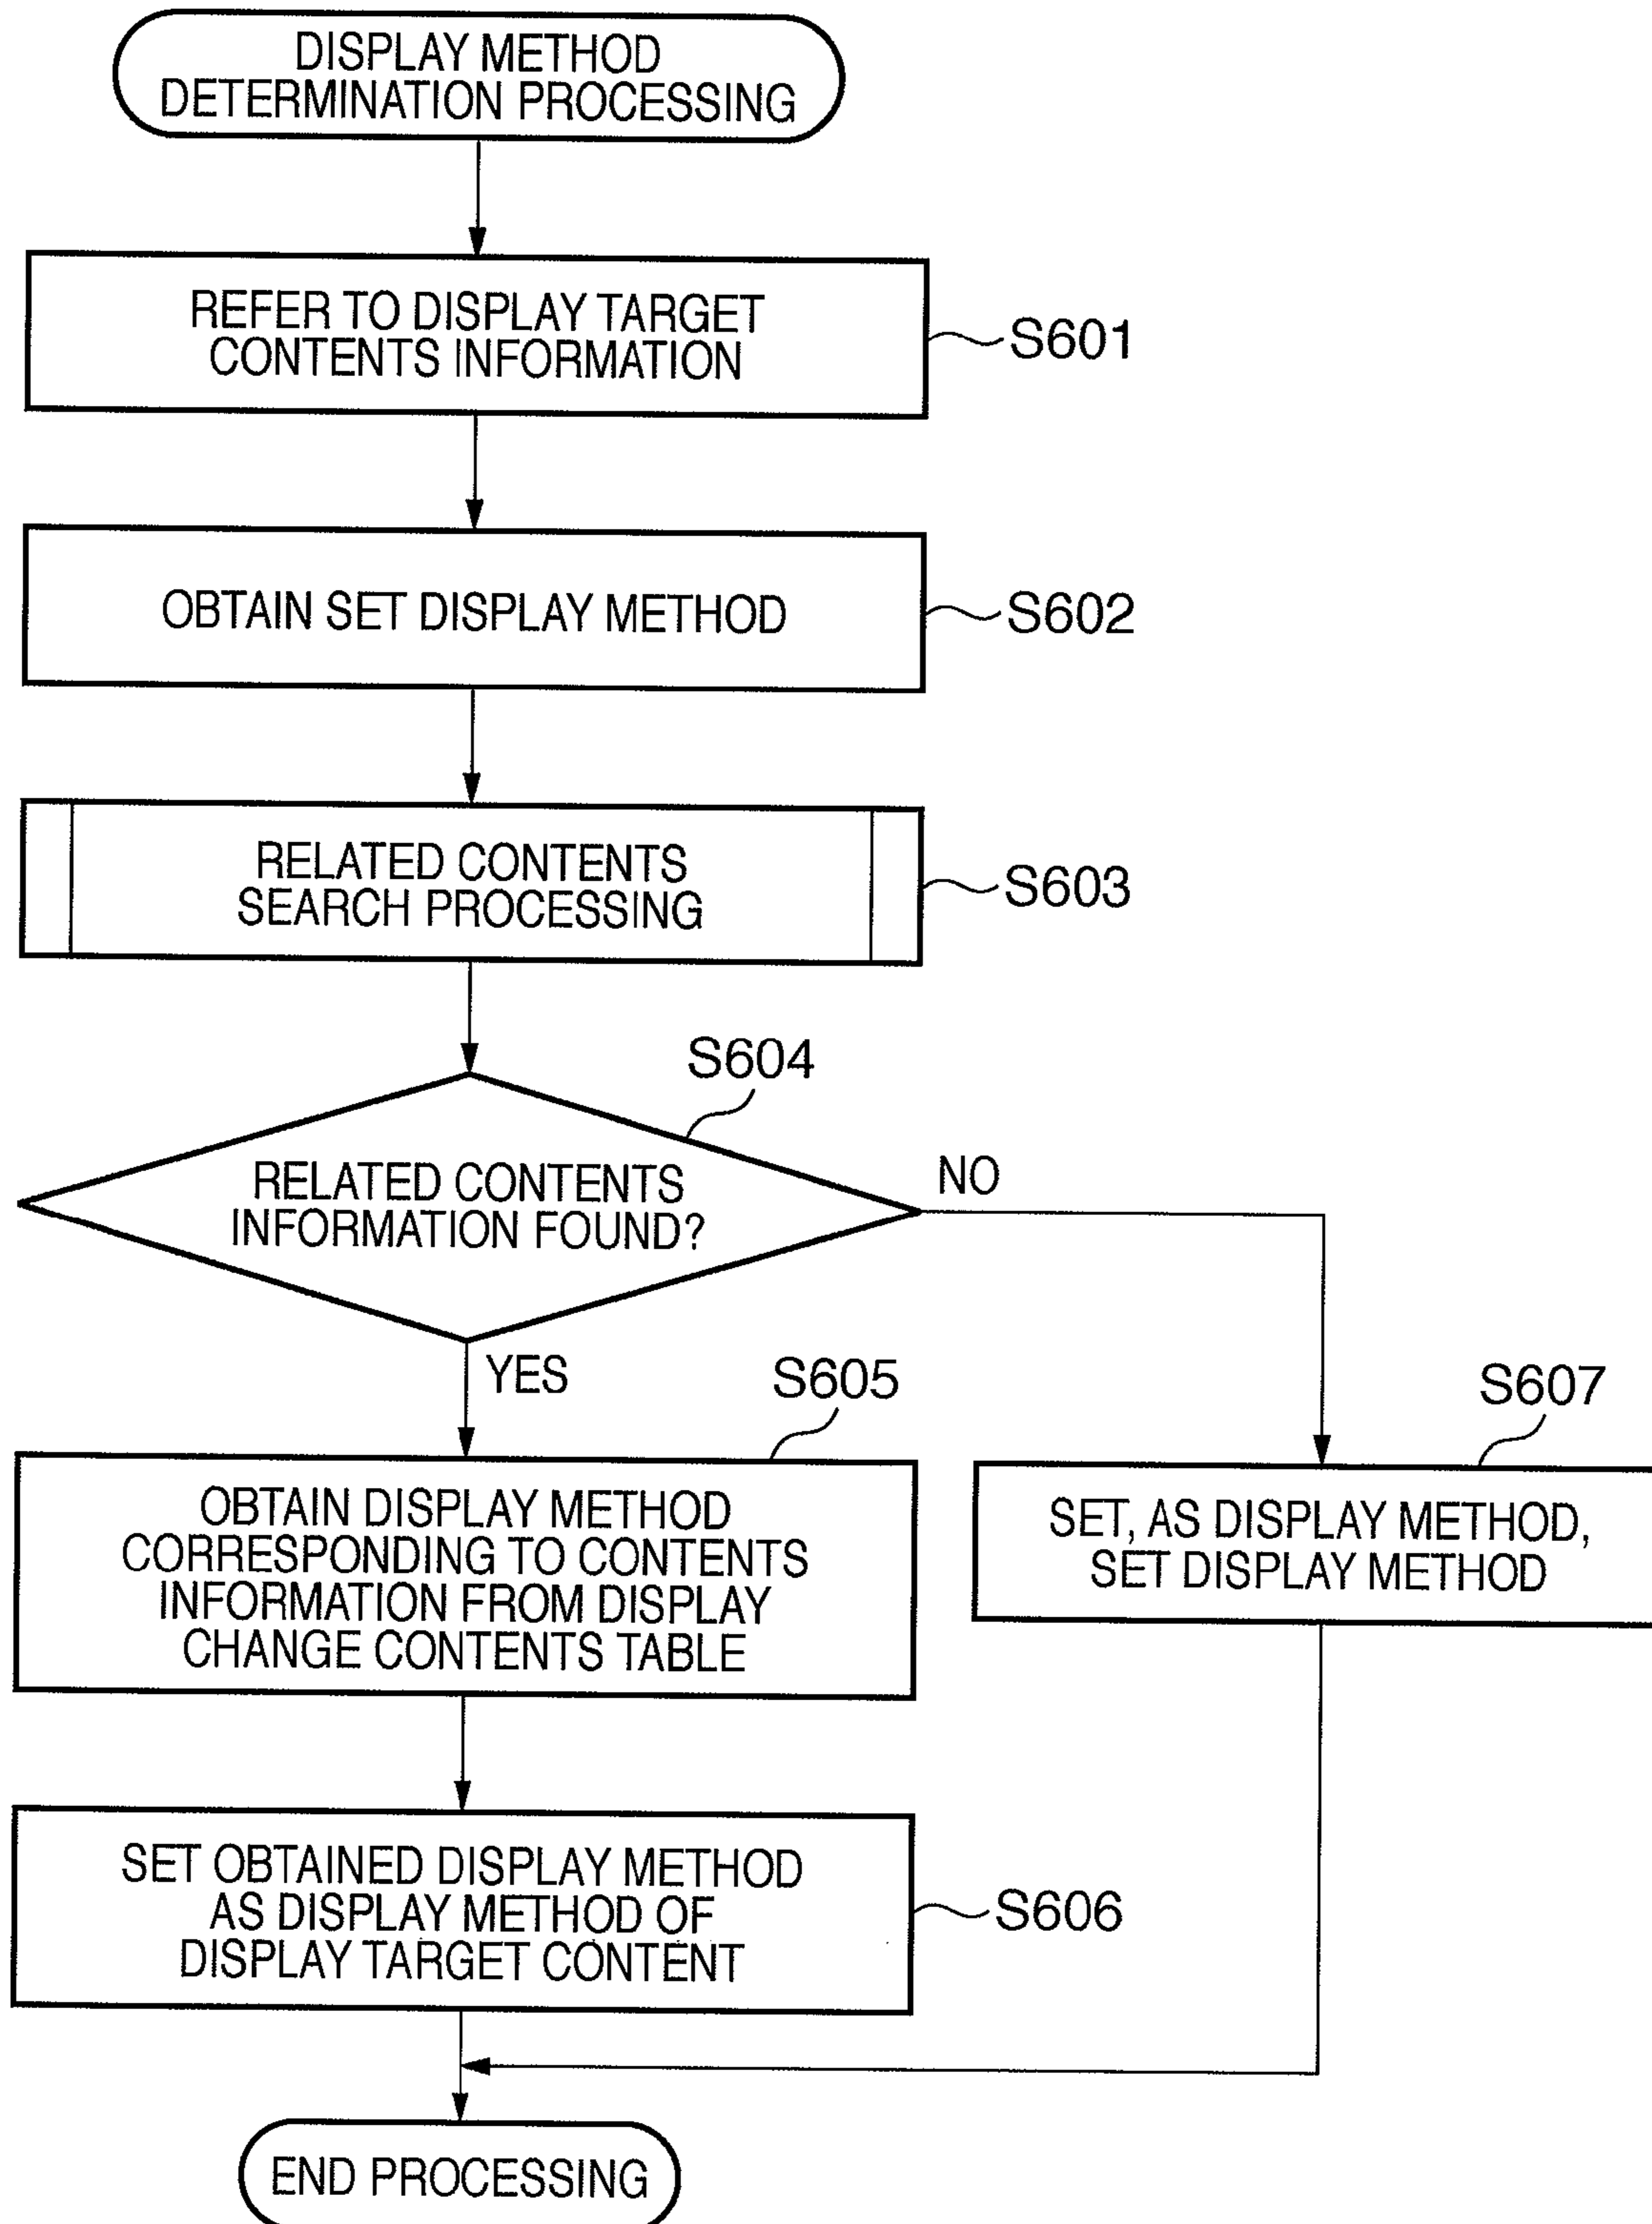 DISPLAY METHOD
DETERMINATION PROCESSING
REFER TO DISPLAY TARGET
CONTENTS INFORMATION
S601
OBTAIN SET DISPLAY METHOD
S602
RELATED CONTENTS
SEARCH PROCESSING
S603
S604
RELATED CONTENTS
INFORMATION FOUND?
NO
YES
S605
OBTAIN DISPLAY METHOD
CORRESPONDING TO CONTENTS
INFORMATION FROM DISPLAY
CHANGE CONTENTS TABLE
S607
SET, AS DISPLAY METHOD,
SET DISPLAY METHOD
SET OBTAINED DISPLAY METHOD
AS DISPLAY METHOD OF
DISPLAY TARGET CONTENT
S606
END PROCESSING